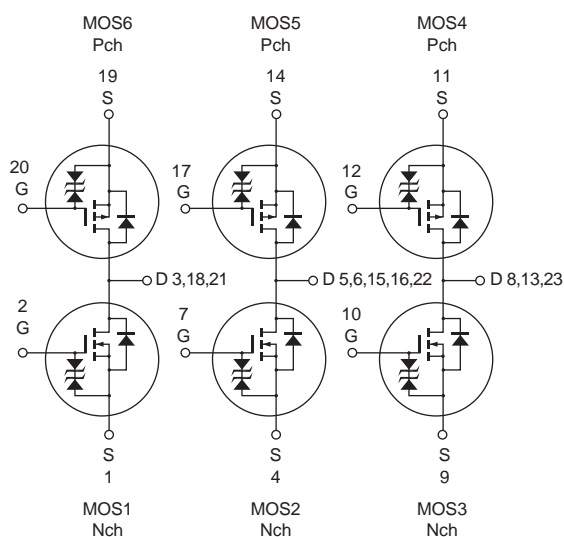 MOS6 MOS5 MOS4
Pch Pch Pch
19 14 11
S S S
20 17 12
G G G
D 3,18,21 D 5,6,15,16,22 D 8,13,23
2 7 10
G G G
S S S
1 4 9
MOS1 MOS2 MOS3
Nch Nch Nch